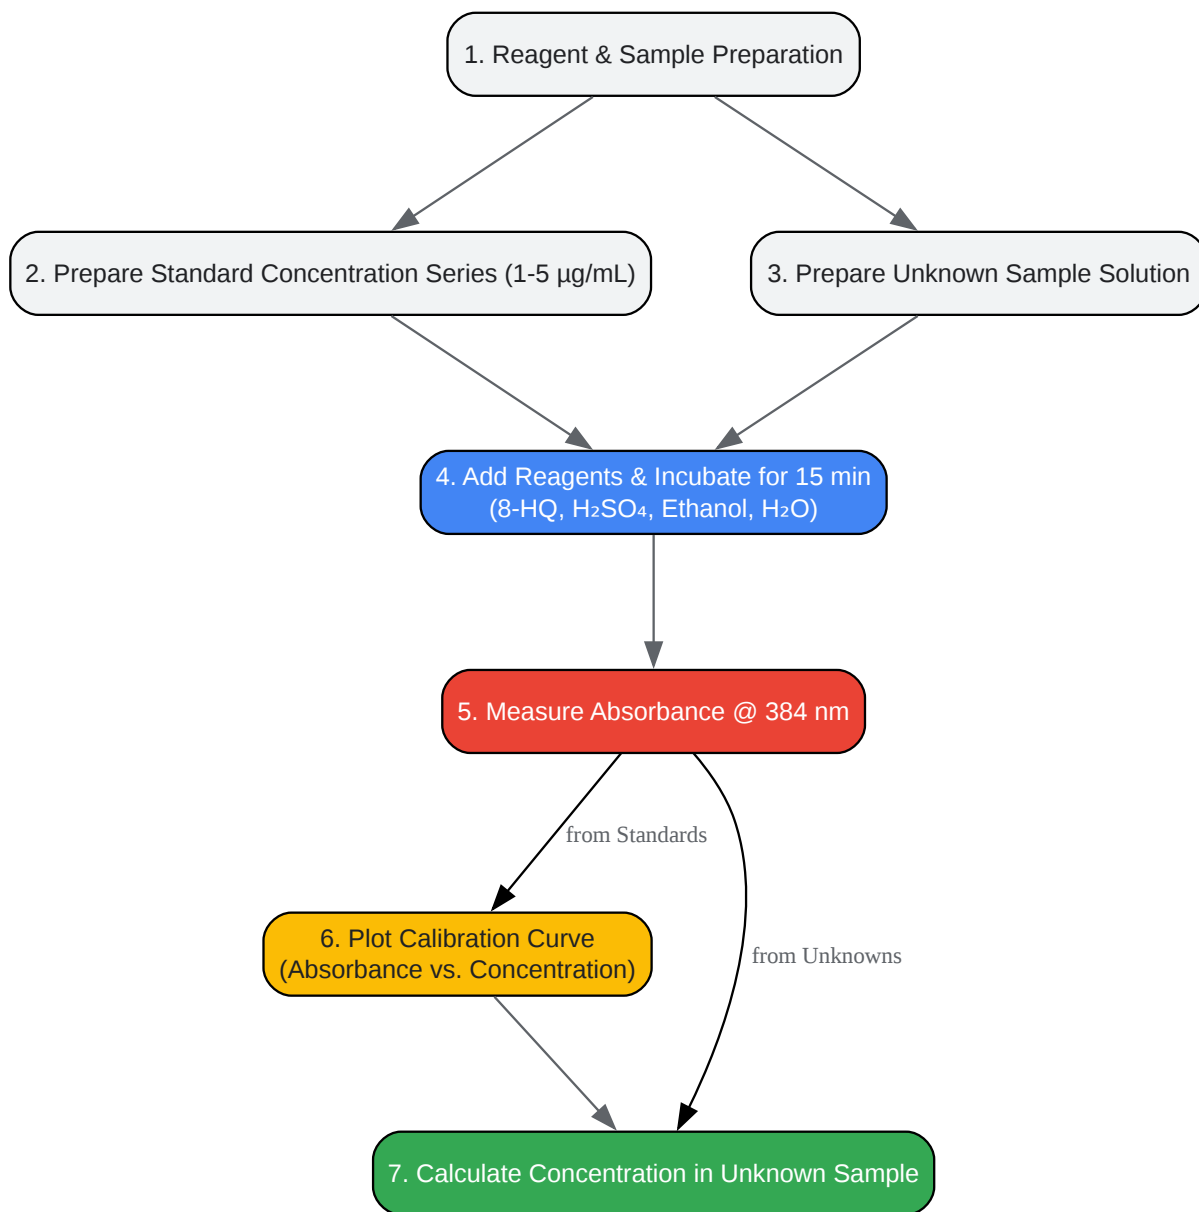 1. Reagent & Sample Preparation
2. Prepare Standard Concentration Series (1-5 µg/mL)
3. Prepare Unknown Sample Solution
4. Add Reagents & Incubate for 15 min
(8-HQ, H₂SO₄, Ethanol, H₂O)
5. Measure Absorbance @ 384 nm
from Standards
6. Plot Calibration Curve
(Absorbance vs. Concentration)
from Unknowns
7. Calculate Concentration in Unknown Sample